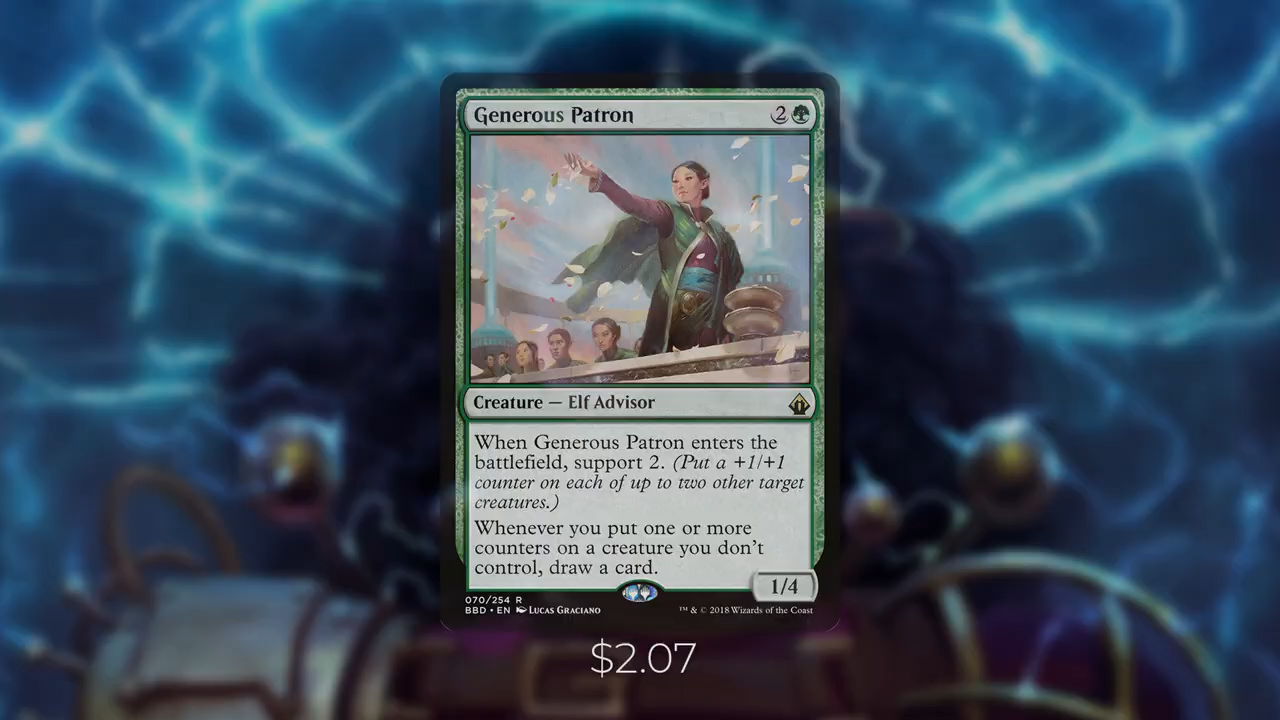 Generous Patron 2
Creature — Elf Advisor
When Generous Patron enters the
battlefield, support 2. (Put a +1/+1
counter on each of up to two other target
creatures.)
Whenever you put one or more
counters on a creature you don't
control, draw a card.
1/4
070/254 R
BBD • EN Lucas Graciano
™ & © 2018 Wizards of the Coast
$2.07